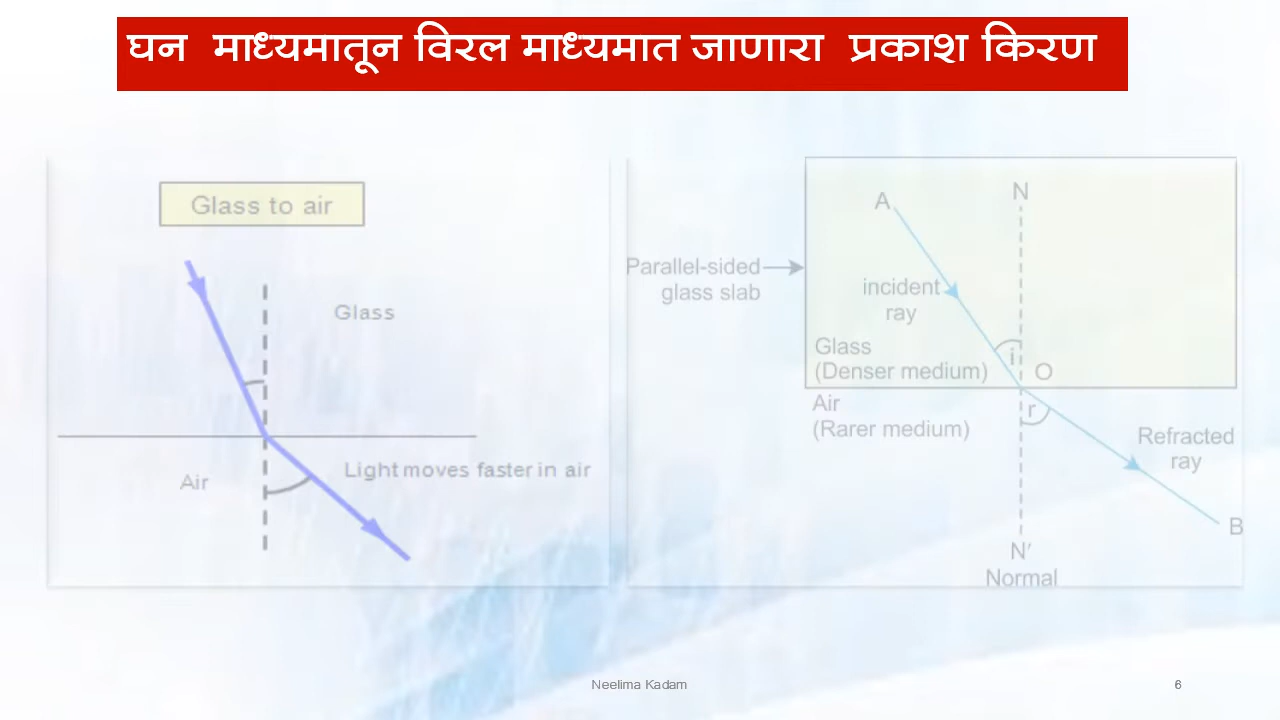 घन माध्यमातून विरल माध्यमात जाणारा प्रकाश किरण
Glass to air
Glass
Air
Light moves faster in air
A
N
Parallel-sided
glass slab
incident
ray
i
Glass
(Denser medium)
O
Air
(Rarer medium)
r
Refracted
ray
B
N′
Normal
Neelima Kadam
6